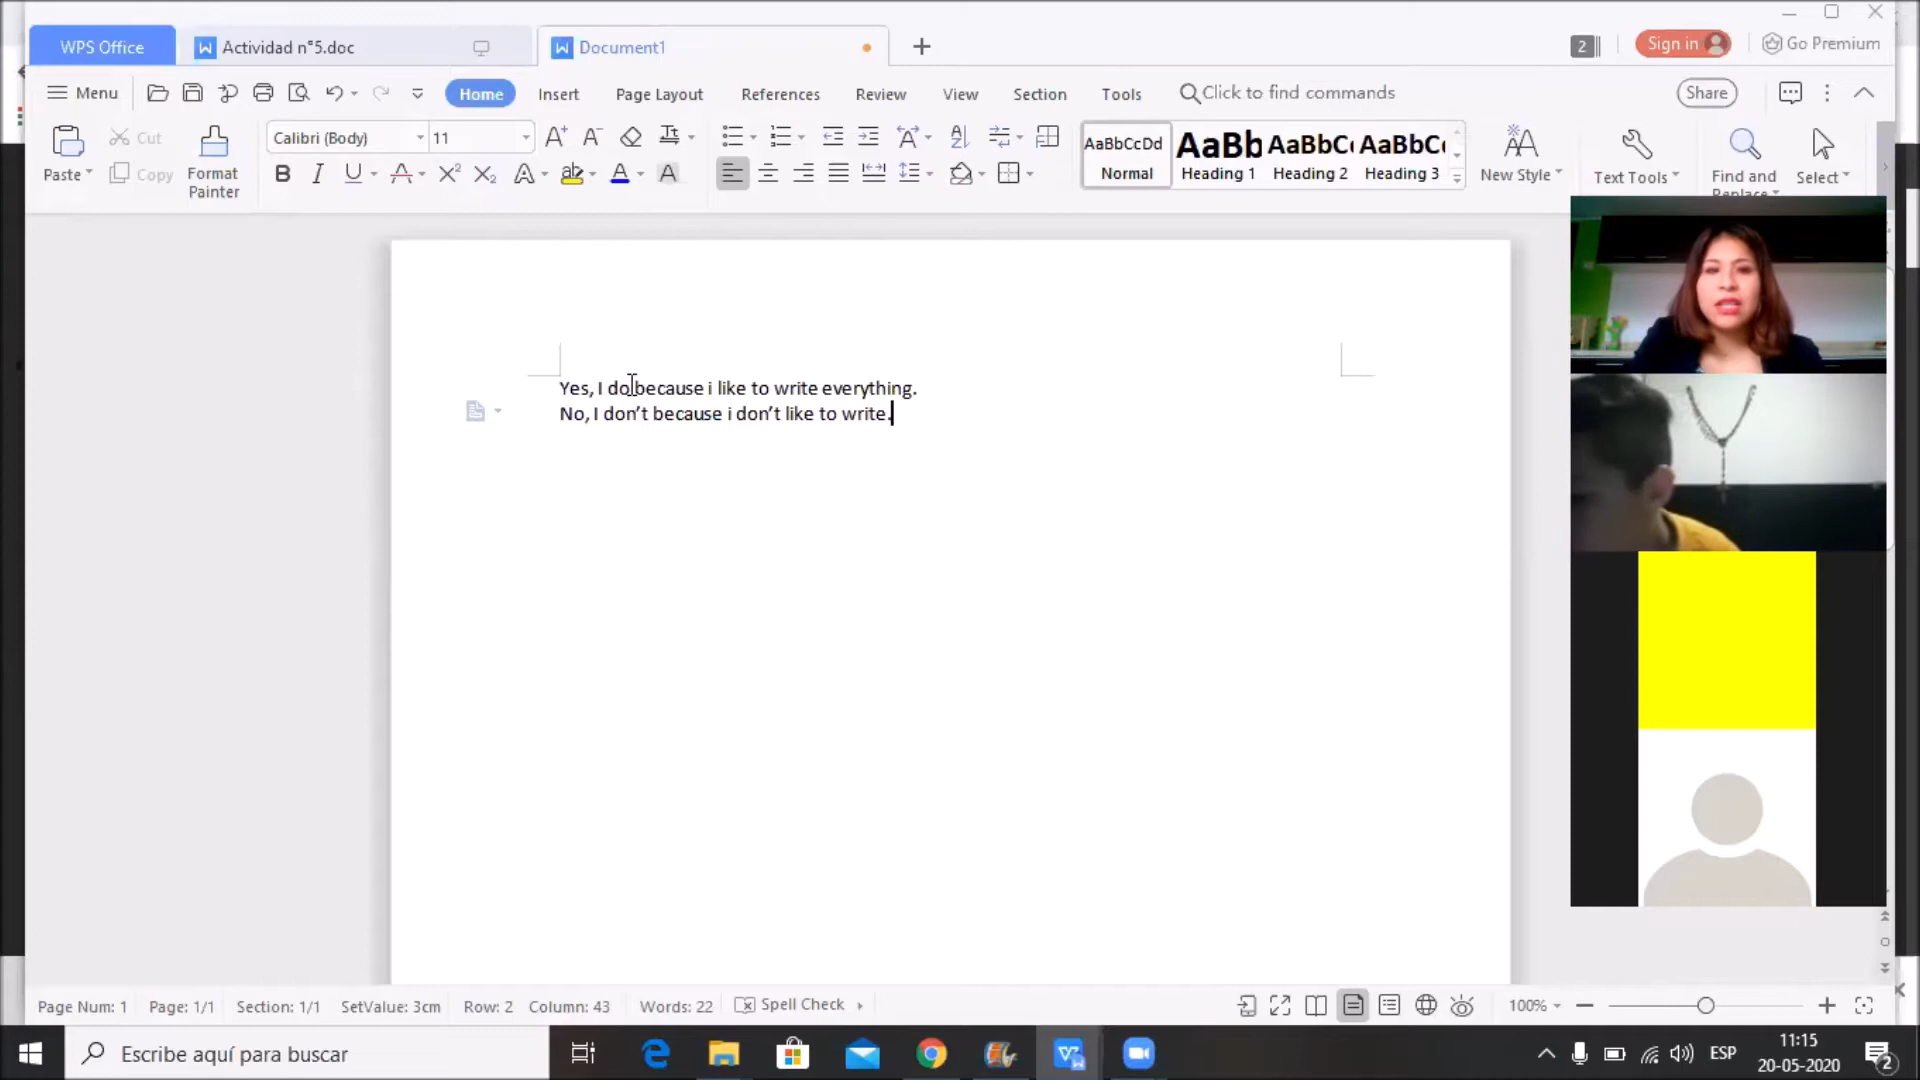 WPS Office Actividad n°5.doc Document1 2 Sign in Go Premium
Menu Home Insert Page Layout References Review View Section Tools Click to find commands Share
Paste Cut Copy Format Painter Calibri (Body) 11 AaBbCcDd Normal AaBb Heading 1 AaBbC Heading 2 AaBbC Heading 3 New Style Text Tools Find and Replace Select
Yes, I do because i like to write everything.
No, I don’t because i don’t like to write.
Page Num: 1 Page: 1/1 Section: 1/1 SetValue: 3cm Row: 2 Column: 43 Words: 22 Spell Check 100%
Escribe aquí para buscar ESP 11:15
20-05-2020 2